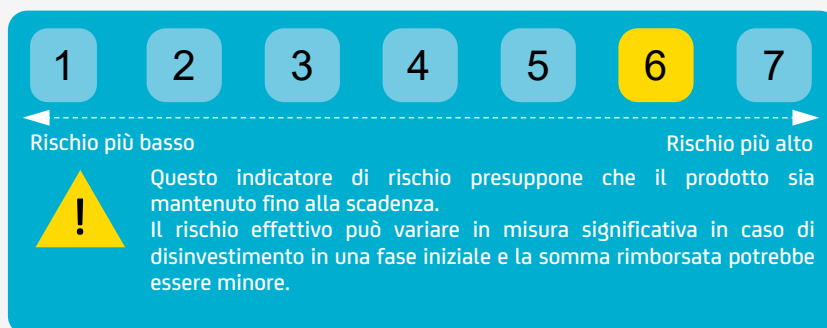 1 2 3 4 5 6 7
Rischio più basso Rischio più alto
!
Questo indicatore di rischio presuppone che il prodotto sia
mantenuto fino alla scadenza.
Il rischio effettivo può variare in misura significativa in caso di
disinvestimento in una fase iniziale e la somma rimborsata potrebbe
essere minore.